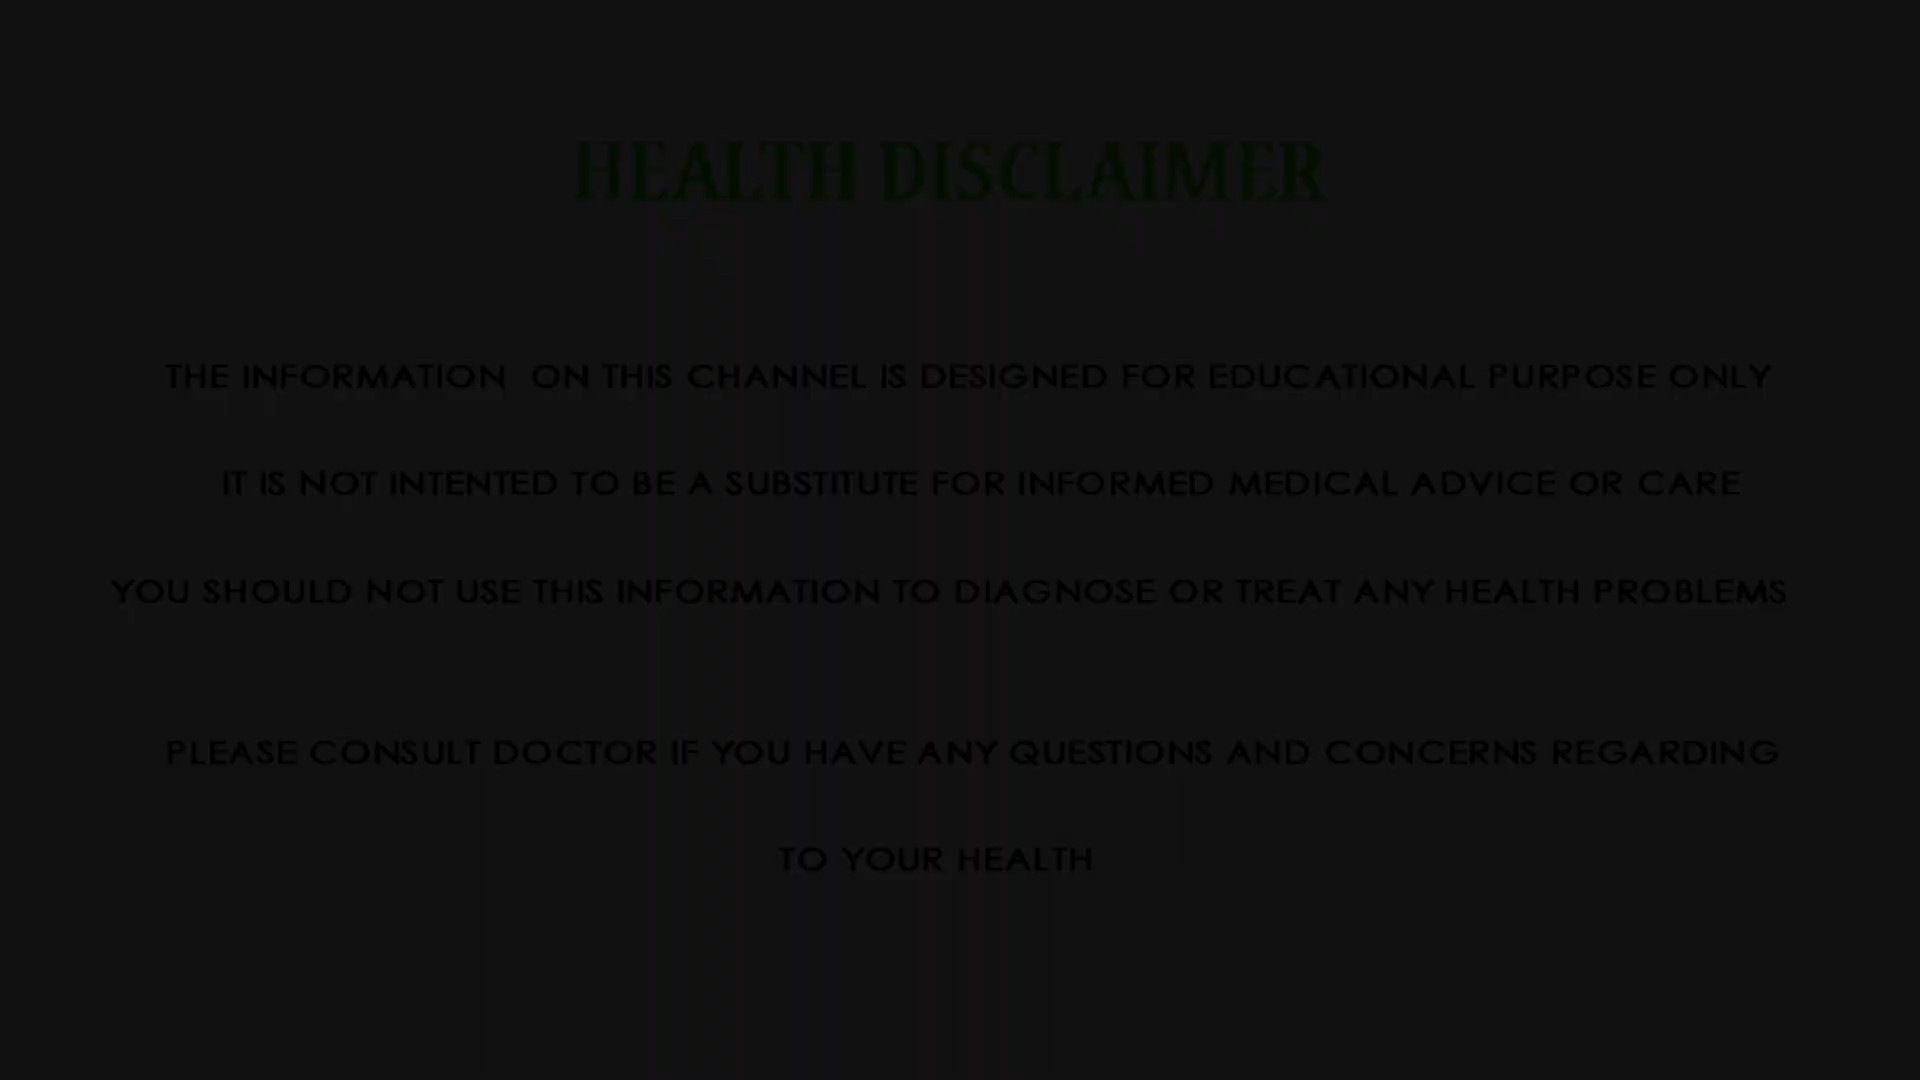 HEALTH DISCLAIMER
THE INFORMATION ON THIS CHANNEL IS DESIGNED FOR EDUCATIONAL PURPOSE ONLY
IT IS NOT INTENTED TO BE A SUBSTITUTE FOR INFORMED MEDICAL ADVICE OR CARE
YOU SHOULD NOT USE THIS INFORMATION TO DIAGNOSE OR TREAT ANY HEALTH PROBLEMS
PLEASE CONSULT DOCTOR IF YOU HAVE ANY QUESTIONS AND CONCERNS REGARDING
TO YOUR HEALTH